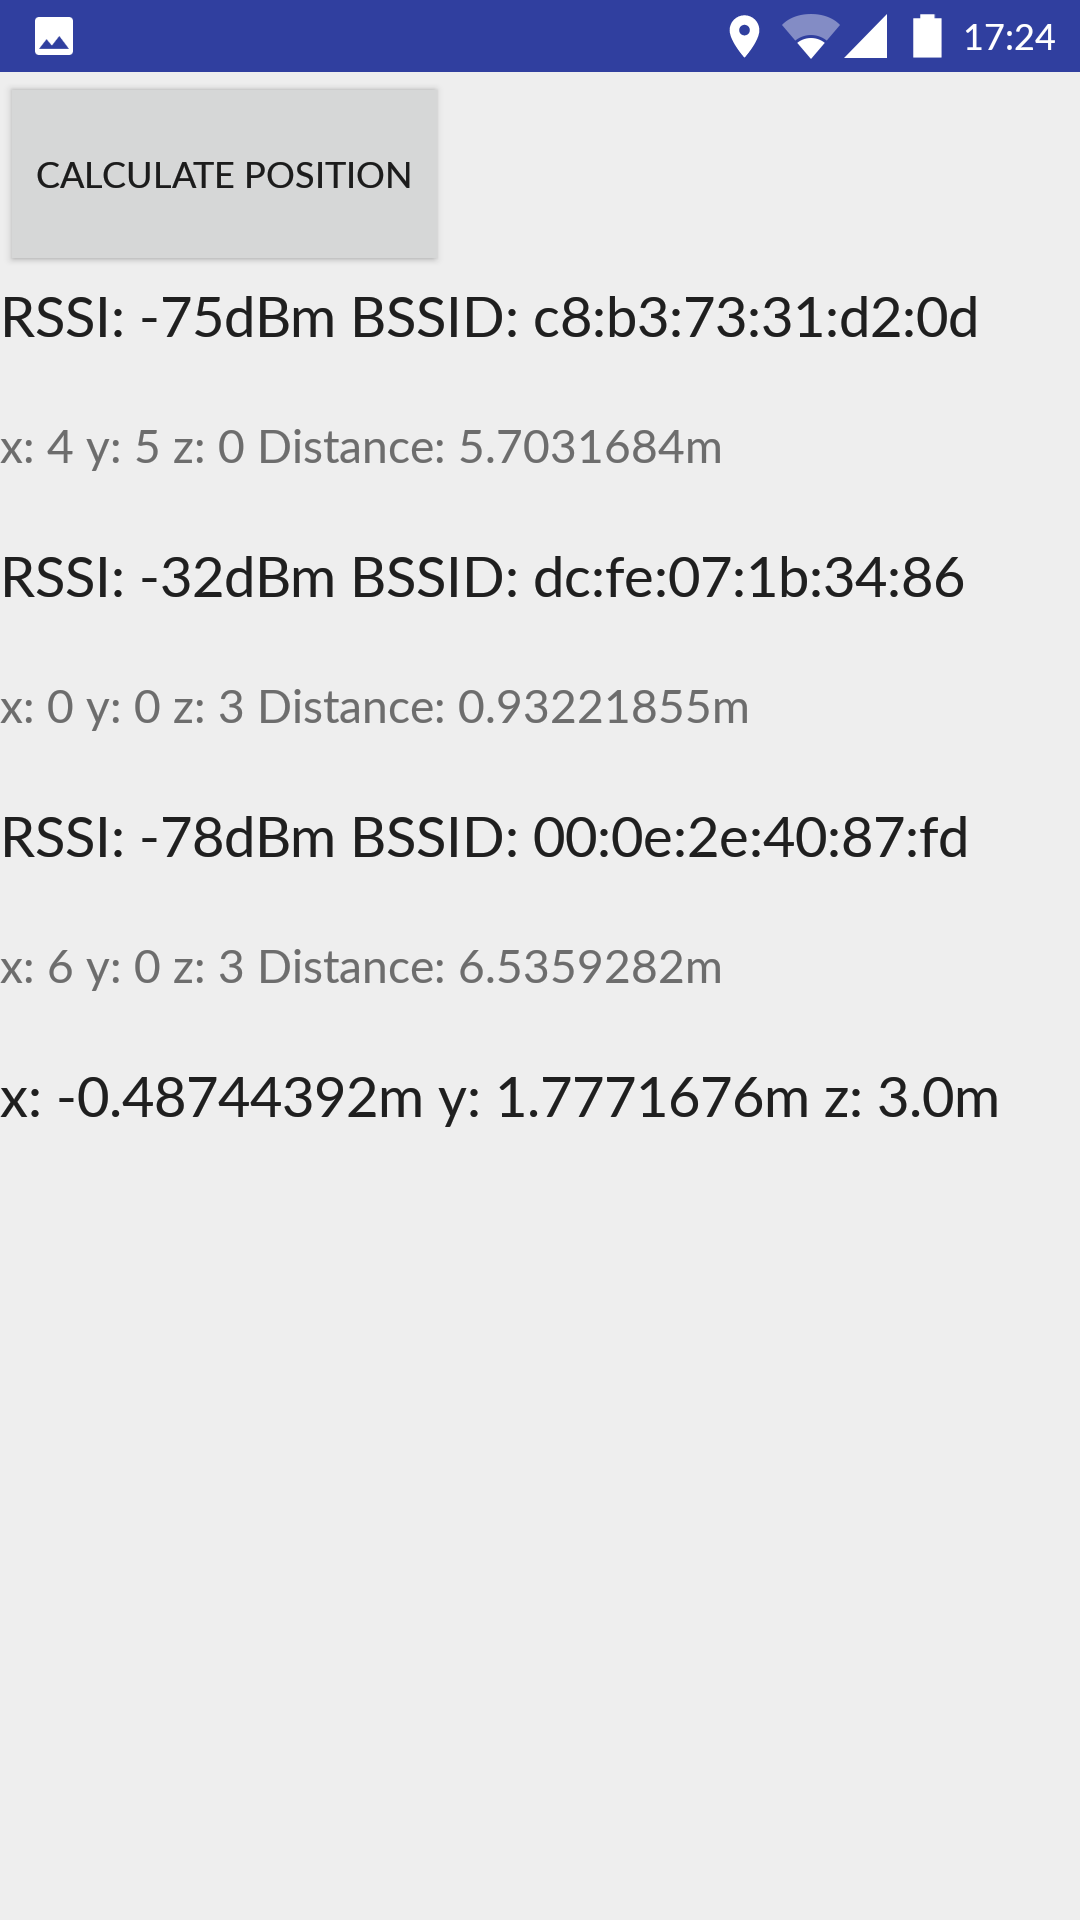 17:24
CALCULATE POSITION
RSSI: -75dBm BSSID: c8:b3:73:31:d2:0d
x: 4 y: 5 z: 0 Distance: 5.7031684m
RSSI: -32dBm BSSID: dc:fe:07:1b:34:86
x: 0 y: 0 z: 3 Distance: 0.93221855m
RSSI: -78dBm BSSID: 00:0e:2e:40:87:fd
x: 6 y: 0 z: 3 Distance: 6.5359282m
x: -0.48744392m y: 1.7771676m z: 3.0m